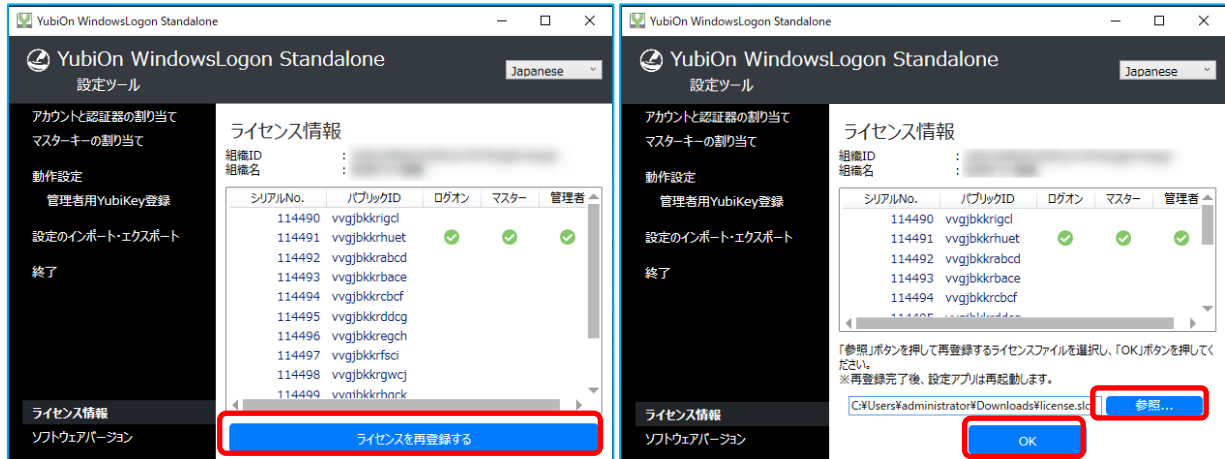 YubiOn WindowsLogon Standalone
YubiOn WindowsLogon Standalone
設定ツール
Japanese
アカウントと認証器の割り当て
マスターキーの割り当て
動作設定
管理者用YubiKey登録
設定のインポート・エクスポート
終了
ライセンス情報
ソフトウェアバージョン
ライセンス情報
組織ID :
組織名 :
シリアルNo. パブリックID ログオン マスター 管理者
114490 vvgjbkkrigcl
114491 vvgjbkkrhuet
114492 vvgjbkkrabcd
114493 vvgjbkkrbace
114494 vvgjbkkrcbcf
114495 vvgjbkkrddcg
114496 vvgjbkkregch
114497 vvgjbkkrfsci
114498 vvgjbkkrgwcj
114499 vvgjbkkrhgck
ライセンスを再登録する
YubiOn WindowsLogon Standalone
YubiOn WindowsLogon Standalone
設定ツール
Japanese
アカウントと認証器の割り当て
マスターキーの割り当て
動作設定
管理者用YubiKey登録
設定のインポート・エクスポート
終了
ライセンス情報
ソフトウェアバージョン
ライセンス情報
組織ID :
組織名 :
シリアルNo. パブリックID ログオン マスター 管理者
114490 vvgjbkkrigcl
114491 vvgjbkkrhuet
114492 vvgjbkkrabcd
114493 vvgjbkkrbace
114494 vvgjbkkrcbcf
「参照」ボタンを押して再登録するライセンスファイルを選択し、「OK」ボタンを押してく
ださい。
※再登録完了後、設定アプリは再起動します。
C:¥Users¥administrator¥Downloads¥license.slc
参照...
OK